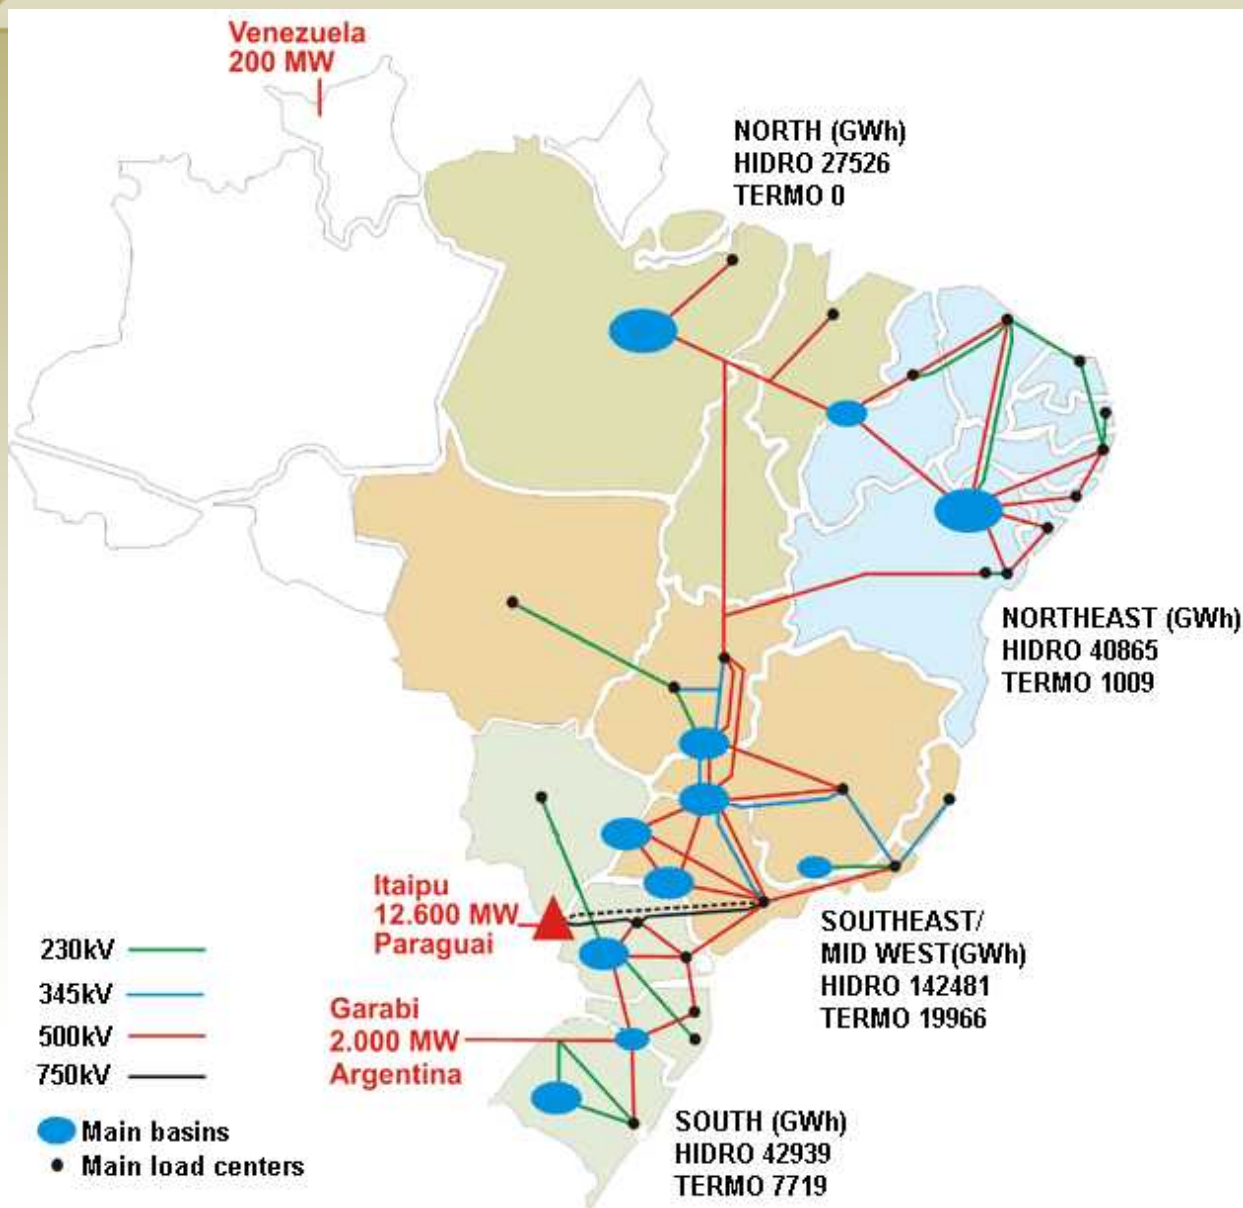 Venezuela
200 MW
NORTH (GWh)
HIDRO 27526
TERMO 0
NORTHEAST (GWh)
HIDRO 40865
TERMO 1009
Itaipu
12.600 MW
Paraguai
SOUTHEAST/
MID WEST(GWh)
HIDRO 142481
TERMO 19966
Garabi
2.000 MW
Argentina
SOUTH (GWh)
HIDRO 42939
TERMO 7719
230kV
345kV
500kV
750kV
Main basins
Main load centers